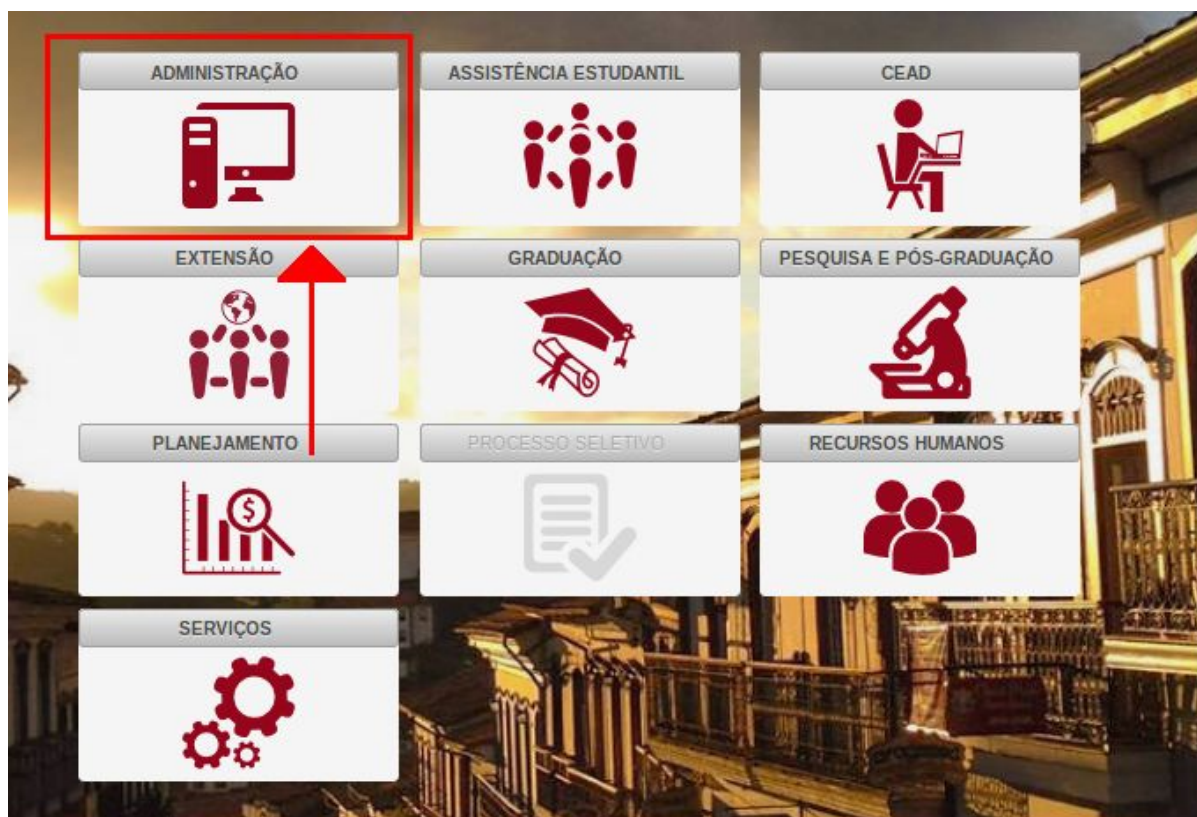 ADMINISTRAÇÃO
ASSISTÊNCIA ESTUDANTIL
CEAD
EXTENSÃO
GRADUAÇÃO
PESQUISA E PÓS-GRADUAÇÃO
PLANEJAMENTO
PROCESSO SELETIVO
RECURSOS HUMANOS
$
SERVIÇOS